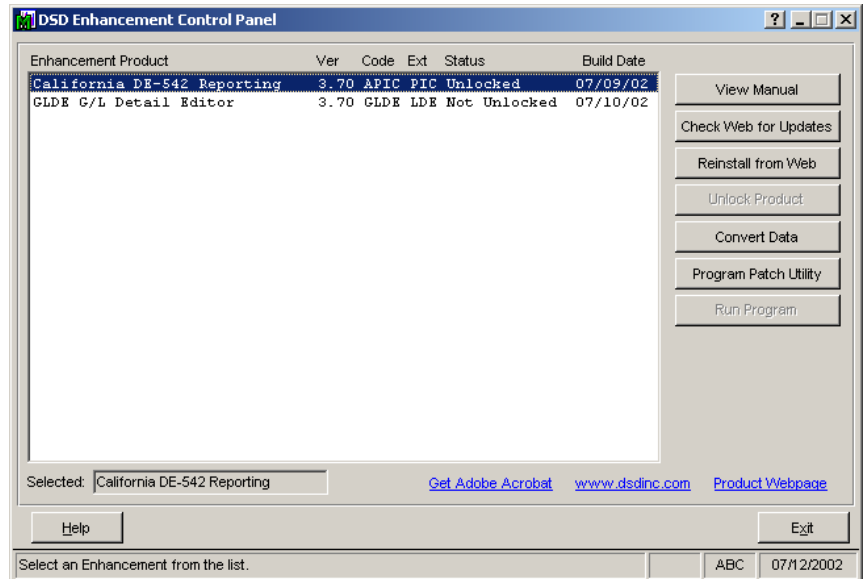 DSD Enhancement Control Panel
Enhancement Product Ver Code Ext Status Build Date
California DE-542 Reporting 3.70 APIC PIC Unlocked 07/09/02
GLDE G/L Detail Editor 3.70 GLDE LDE Not Unlocked 07/10/02
View Manual
Check Web for Updates
Reinstall from Web
Unlock Product
Convert Data
Program Patch Utility
Run Program
Selected: California DE-542 Reporting Get Adobe Acrobat www.dsdinc.com Product Webpage
Help Exit
Select an Enhancement from the list. ABC 07/12/2002